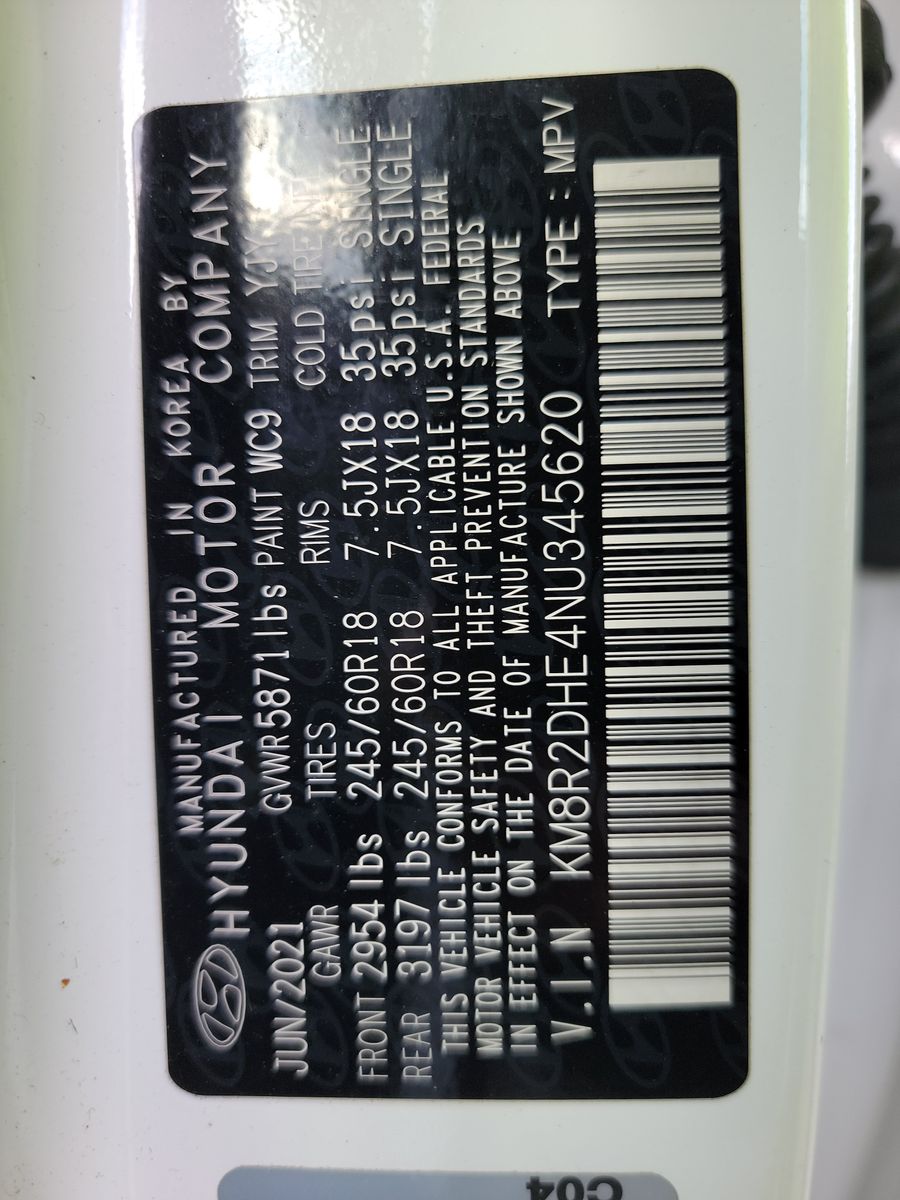 MANUFACTURED IN KOREA BY
HYUNDAI MOTOR COMPANY
JUN/2021 GVWR5871lbs PAINT WC9 TRIM YJY
GAWR TIRES RIMS COLD TIRE INF
FRONT 2954 lbs 245/60R18 7.5JX18 35psi SINGLE
REAR 3197 lbs 245/60R18 7.5JX18 35psi SINGLE
THIS VEHICLE CONFORMS TO ALL APPLICABLE U.S.A. FEDERAL
MOTOR VEHICLE SAFETY AND THEFT PREVENTION STANDARDS
IN EFFECT ON THE DATE OF MANUFACTURE SHOWN ABOVE
V.I.N KM8R2DHE4NU345620 TYPE : MPV
C04